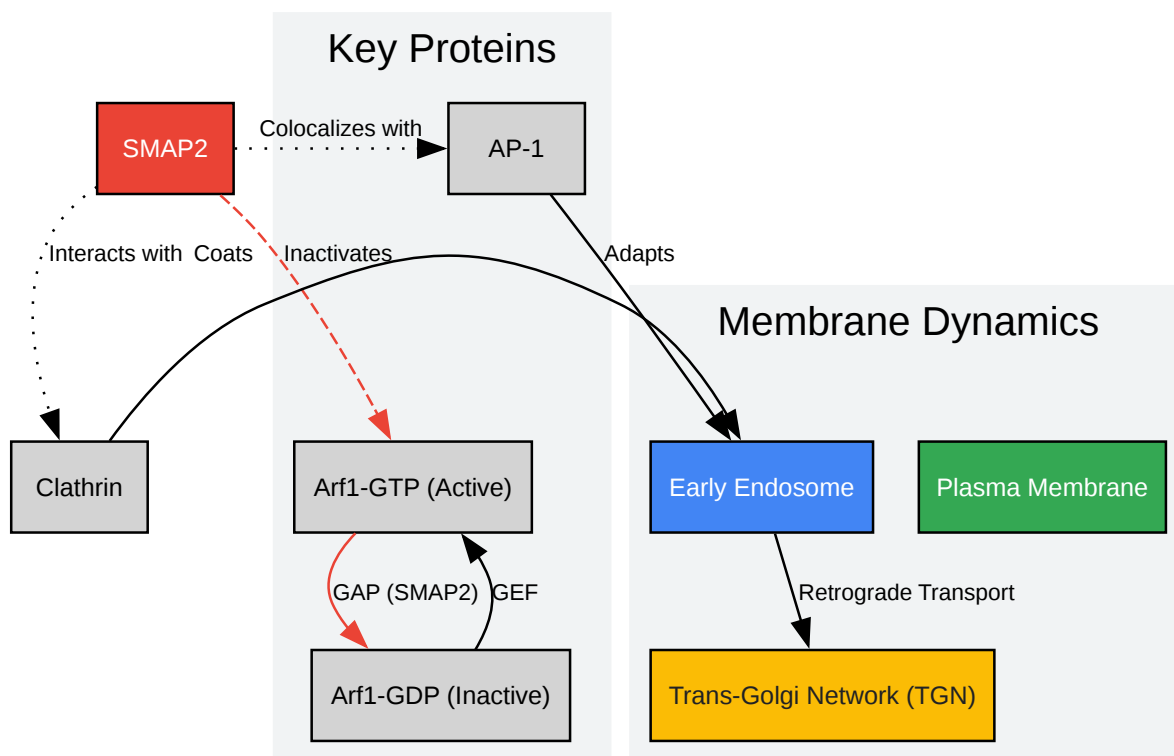 Key Proteins
SMAP2
Colocalizes with
AP-1
Interacts with
Coats
Inactivates
Adapts
Membrane Dynamics
Clathrin
Arf1-GTP (Active)
Early Endosome
Plasma Membrane
GAP (SMAP2)
GEF
Retrograde Transport
Arf1-GDP (Inactive)
Trans-Golgi Network (TGN)